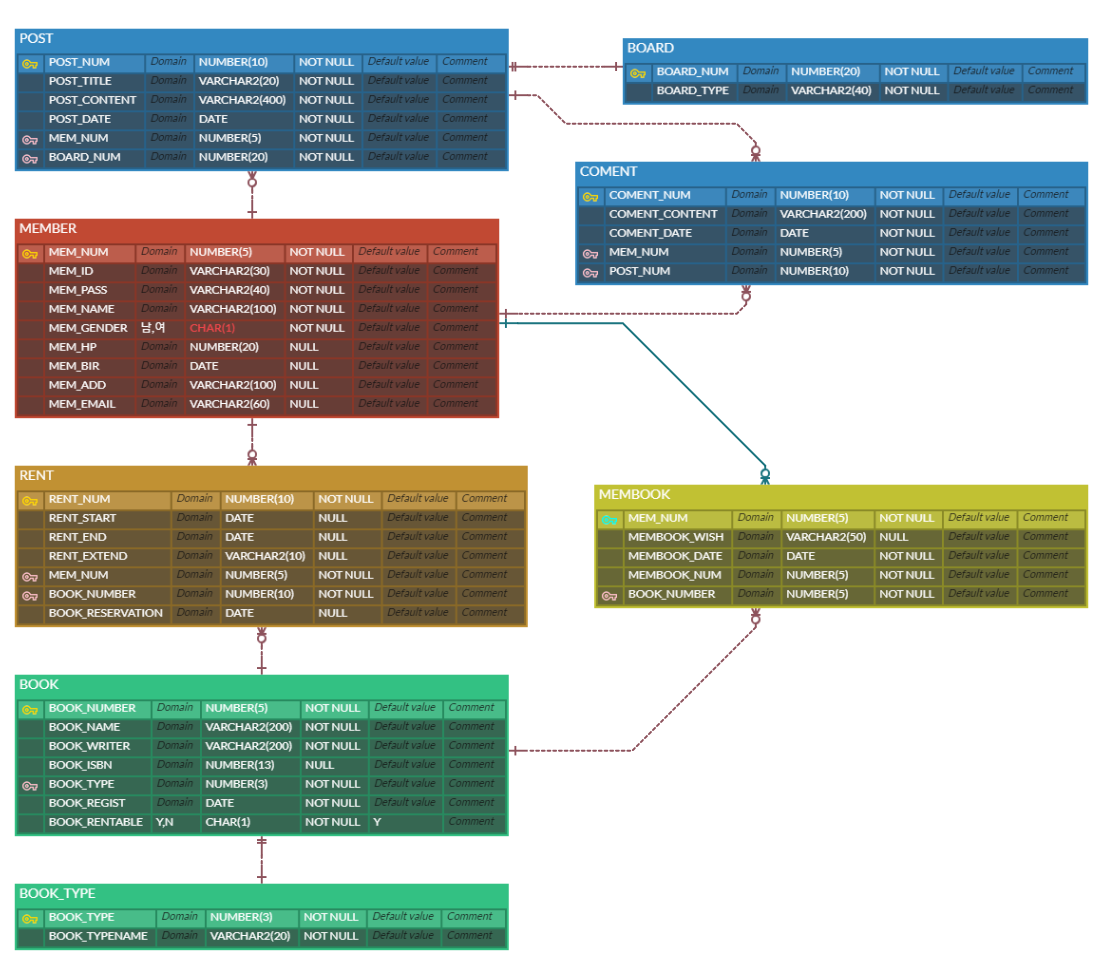 POST
POST_NUM Domain NUMBER(10) NOT NULL Default value Comment
POST_TITLE Domain VARCHAR2(20) NOT NULL Default value Comment
POST_CONTENT Domain VARCHAR2(400) NOT NULL Default value Comment
POST_DATE Domain DATE NOT NULL Default value Comment
MEM_NUM Domain NUMBER(5) NOT NULL Default value Comment
BOARD_NUM Domain NUMBER(20) NOT NULL Default value Comment
BOARD
BOARD_NUM Domain NUMBER(20) NOT NULL Default value Comment
BOARD_TYPE Domain VARCHAR2(40) NOT NULL Default value Comment
COMENT
COMENT_NUM Domain NUMBER(10) NOT NULL Default value Comment
COMENT_CONTENT Domain VARCHAR2(200) NOT NULL Default value Comment
COMENT_DATE Domain DATE NOT NULL Default value Comment
MEM_NUM Domain NUMBER(5) NOT NULL Default value Comment
POST_NUM Domain NUMBER(10) NOT NULL Default value Comment
MEMBER
MEM_NUM Domain NUMBER(5) NOT NULL Default value Comment
MEM_ID Domain VARCHAR2(30) NOT NULL Default value Comment
MEM_PASS Domain VARCHAR2(40) NOT NULL Default value Comment
MEM_NAME Domain VARCHAR2(100) NOT NULL Default value Comment
MEM_GENDER 남,여 CHAR(1) NOT NULL Default value Comment
MEM_HP Domain NUMBER(20) NULL Default value Comment
MEM_BIR Domain DATE NULL Default value Comment
MEM_ADD Domain VARCHAR2(100) NULL Default value Comment
MEM_EMAIL Domain VARCHAR2(60) NULL Default value Comment
RENT
RENT_NUM Domain NUMBER(10) NOT NULL Default value Comment
RENT_START Domain DATE NULL Default value Comment
RENT_END Domain DATE NULL Default value Comment
RENT_EXTEND Domain VARCHAR2(10) NULL Default value Comment
MEM_NUM Domain NUMBER(5) NOT NULL Default value Comment
BOOK_NUMBER Domain NUMBER(10) NOT NULL Default value Comment
BOOK_RESERVATION Domain DATE NULL Default value Comment
MEMBOOK
MEM_NUM Domain NUMBER(5) NOT NULL Default value Comment
MEMBOOK_WISH Domain VARCHAR2(50) NULL Default value Comment
MEMBOOK_DATE Domain DATE NOT NULL Default value Comment
MEMBOOK_NUM Domain NUMBER(5) NOT NULL Default value Comment
BOOK_NUMBER Domain NUMBER(5) NOT NULL Default value Comment
BOOK
BOOK_NUMBER Domain NUMBER(5) NOT NULL Default value Comment
BOOK_NAME Domain VARCHAR2(200) NOT NULL Default value Comment
BOOK_WRITER Domain VARCHAR2(200) NOT NULL Default value Comment
BOOK_ISBN Domain NUMBER(13) NULL Default value Comment
BOOK_TYPE Domain NUMBER(3) NOT NULL Default value Comment
BOOK_REGIST Domain DATE NOT NULL Default value Comment
BOOK_RENTABLE Y,N CHAR(1) NOT NULL Y Comment
BOOK_TYPE
BOOK_TYPE Domain NUMBER(3) NOT NULL Default value Comment
BOOK_TYPENAME Domain VARCHAR2(20) NOT NULL Default value Comment